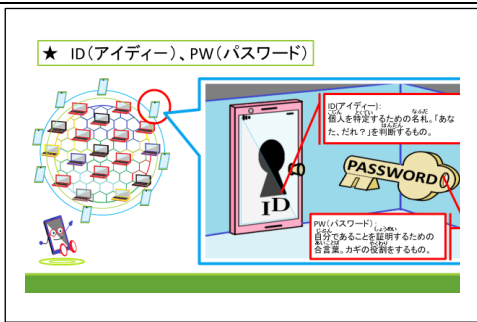 ★ ID（アイディー）、PW（パスワード）
ID(アイディー):
個人を特定するための名札。「あな
た、だれ？」を判断するもの。
ID
PASSWORD
PW（パスワード）:
自分であることを証明するための
合言葉。カギの役割をするもの。